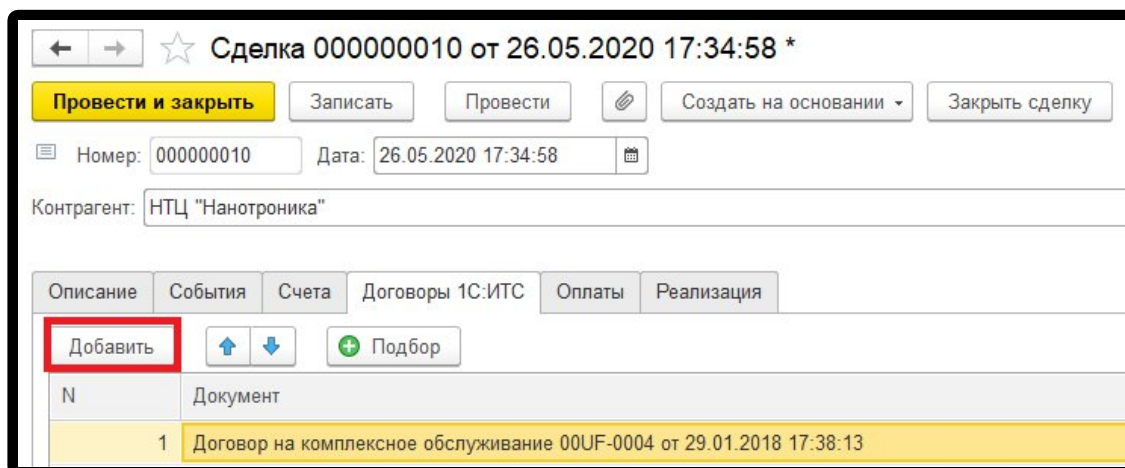 Сделка 000000010 от 26.05.2020 17:34:58 *
Провести и закрыть Записать Провести Создать на основании Закрыть сделку
Номер: 000000010 Дата: 26.05.2020 17:34:58
Контрагент: НТЦ "Нанотроника"
Описание События Счета Договоры 1С:ИТС Оплаты Реализация
Добавить Подбор
N Документ
1 Договор на комплексное обслуживание 00UF-0004 от 29.01.2018 17:38:13